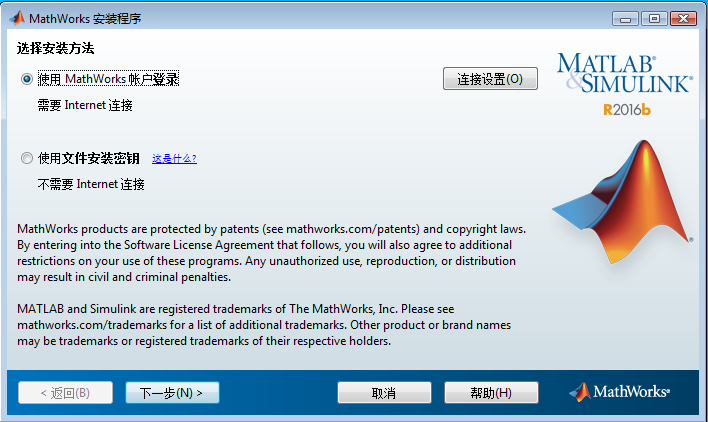 MathWorks 安装程序
选择安装方法
使用 MathWorks 帐户登录
连接设置(O)
需要 Internet 连接
使用文件安装密钥 这是什么?
不需要 Internet 连接
MATLAB®
&SIMULINK®
R2016b
MathWorks products are protected by patents (see mathworks.com/patents) and copyright laws.
By entering into the Software License Agreement that follows, you will also agree to additional
restrictions on your use of these programs. Any unauthorized use, reproduction, or distribution
may result in civil and criminal penalties.
MATLAB and Simulink are registered trademarks of The MathWorks, Inc. Please see
mathworks.com/trademarks for a list of additional trademarks. Other product or brand names
may be trademarks or registered trademarks of their respective holders.
< 返回(B) 下一步(N) > 取消 帮助(H) MathWorks®